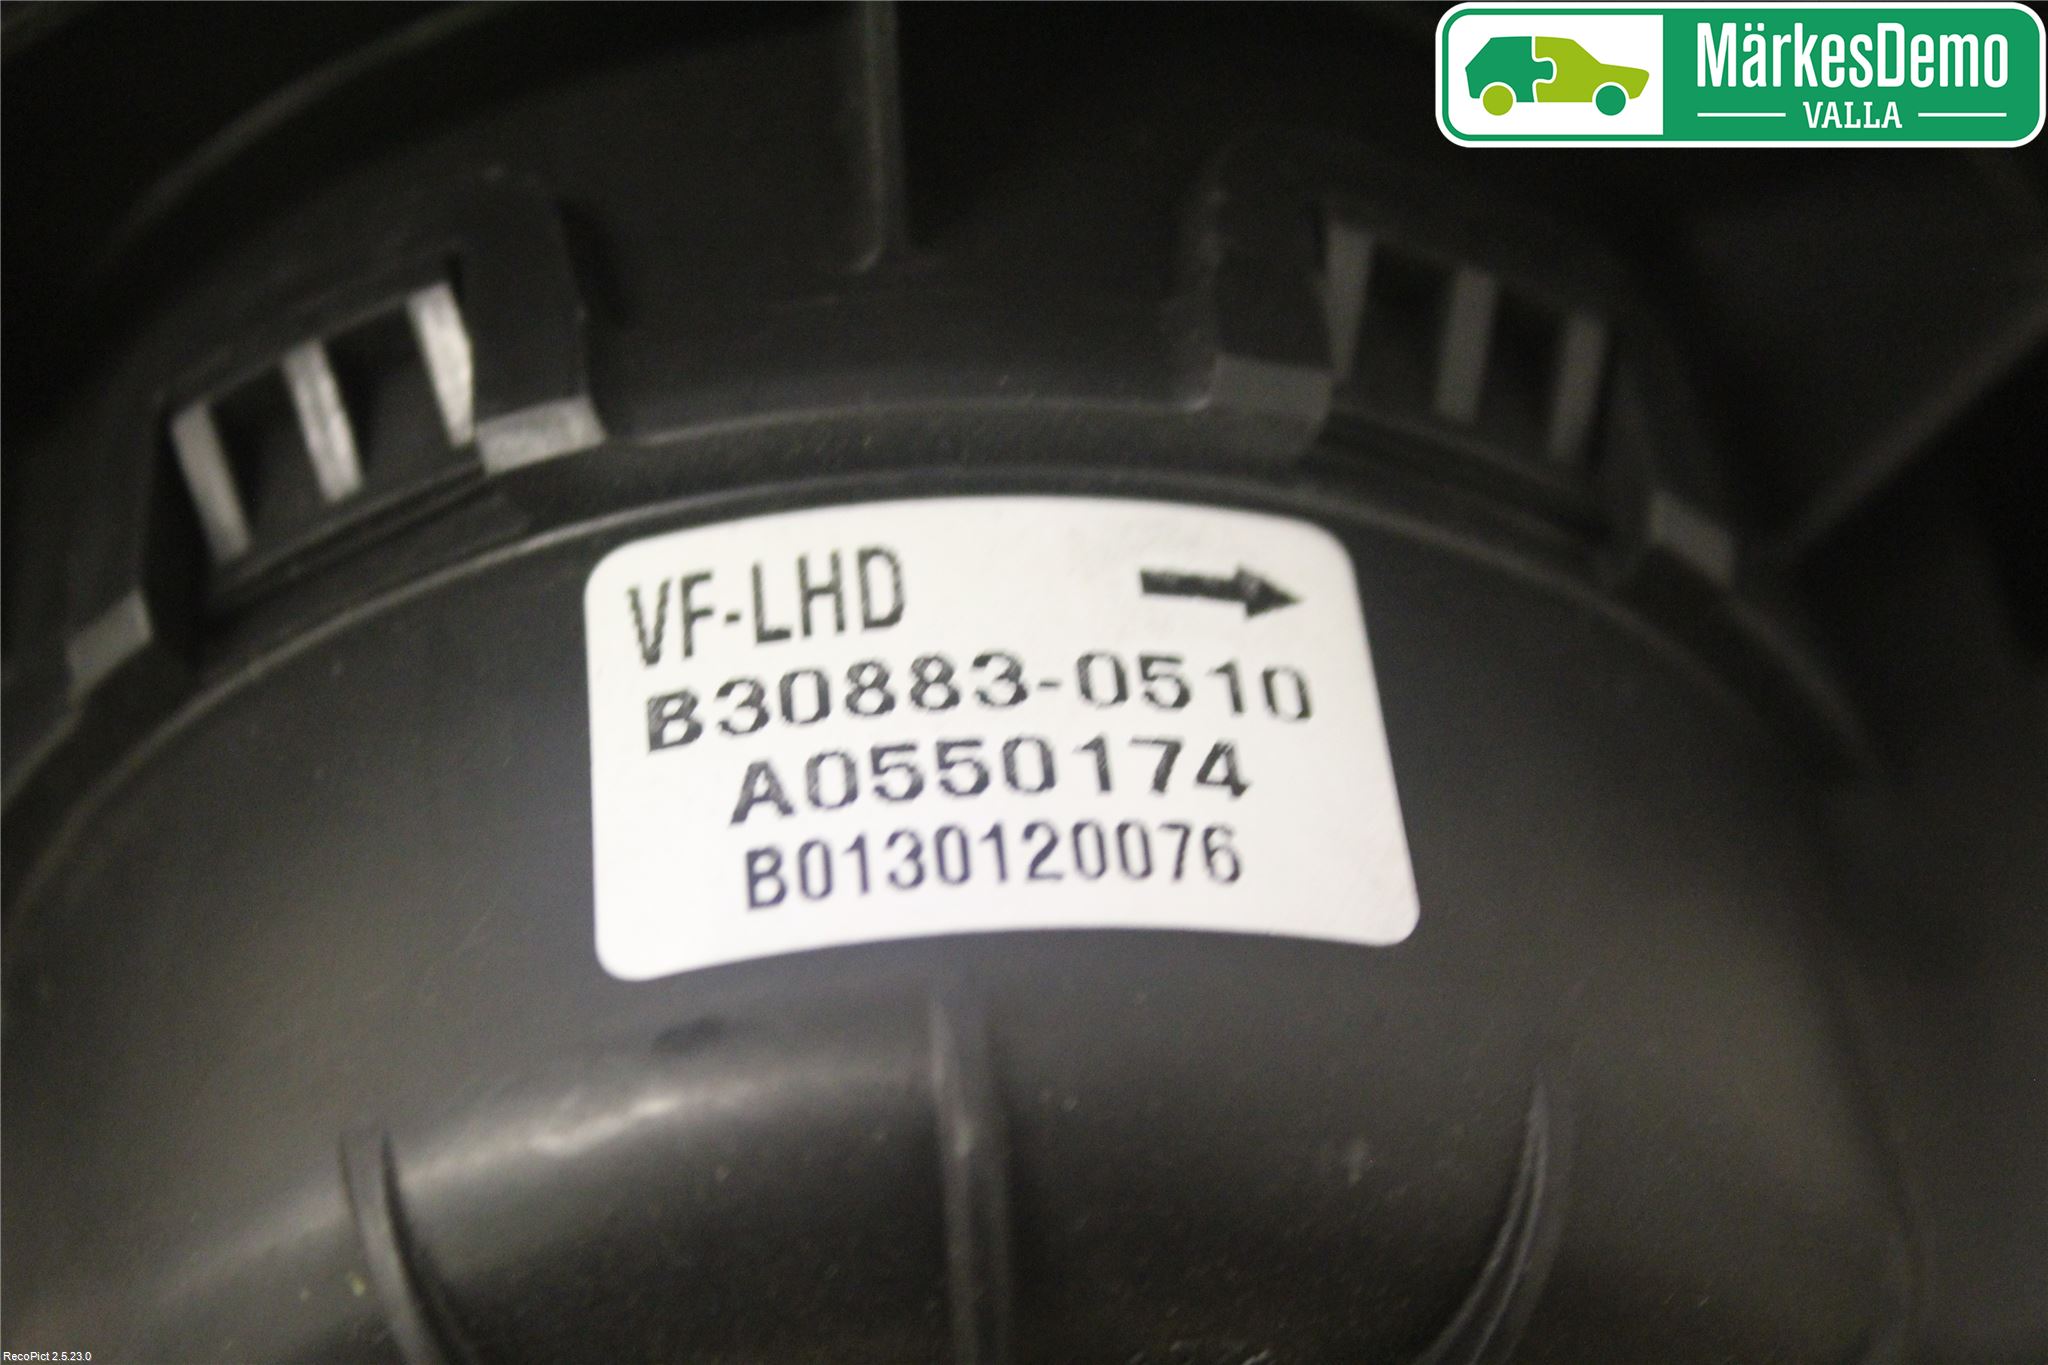 MärkesDemo
VALLA
VF-LHD
B30883-0510
A0550174
B0130120076
RecoPict 2.5.23.0